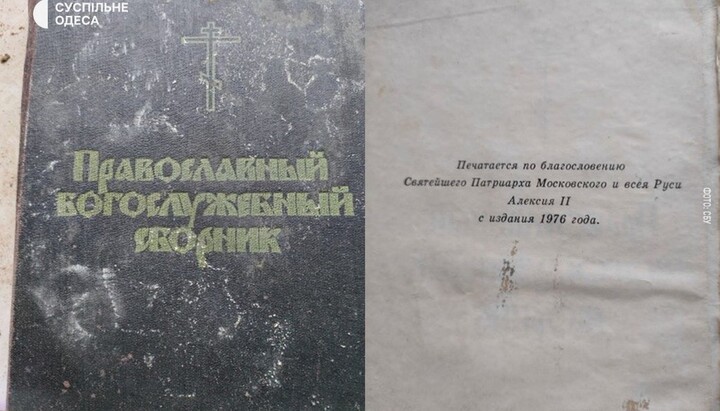 СУСПІЛЬНЕ
ОДЕСА
Православный
богослужебный
сборник
Печатается по благословению
Святейшего Патриарха Московского и всея Руси
Алексия II
с издания 1976 года.
ФОТО: СБУ